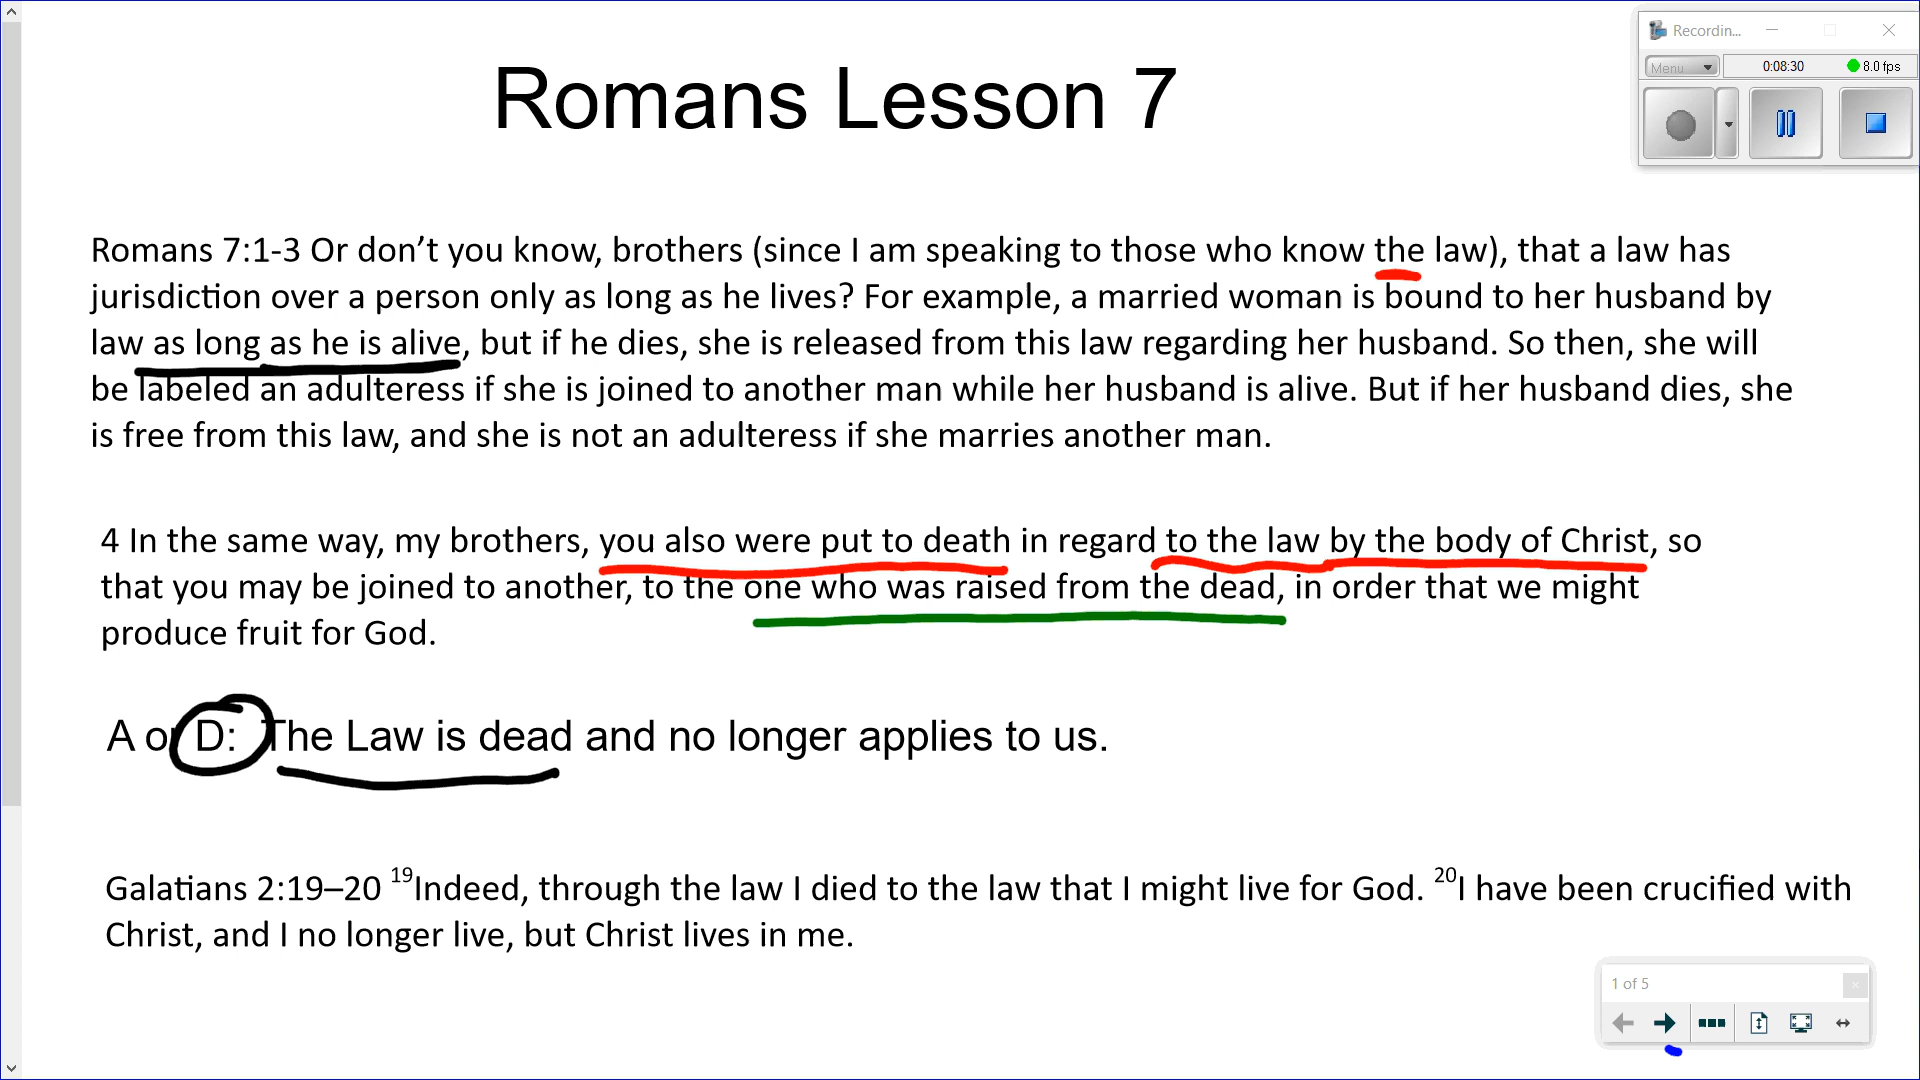 Recordin...
Menu
0:08:30
8.0 fps
Romans Lesson 7
Romans 7:1-3 Or don’t you know, brothers (since I am speaking to those who know the law), that a law has
jurisdiction over a person only as long as he lives? For example, a married woman is bound to her husband by
law as long as he is alive, but if he dies, she is released from this law regarding her husband. So then, she will
be labeled an adulteress if she is joined to another man while her husband is alive. But if her husband dies, she
is free from this law, and she is not an adulteress if she marries another man.
4 In the same way, my brothers, you also were put to death in regard to the law by the body of Christ, so
that you may be joined to another, to the one who was raised from the dead, in order that we might
produce fruit for God.
A or D: The Law is dead and no longer applies to us.
Galatians 2:19–20 19Indeed, through the law I died to the law that I might live for God. 20I have been crucified with
Christ, and I no longer live, but Christ lives in me.
1 of 5